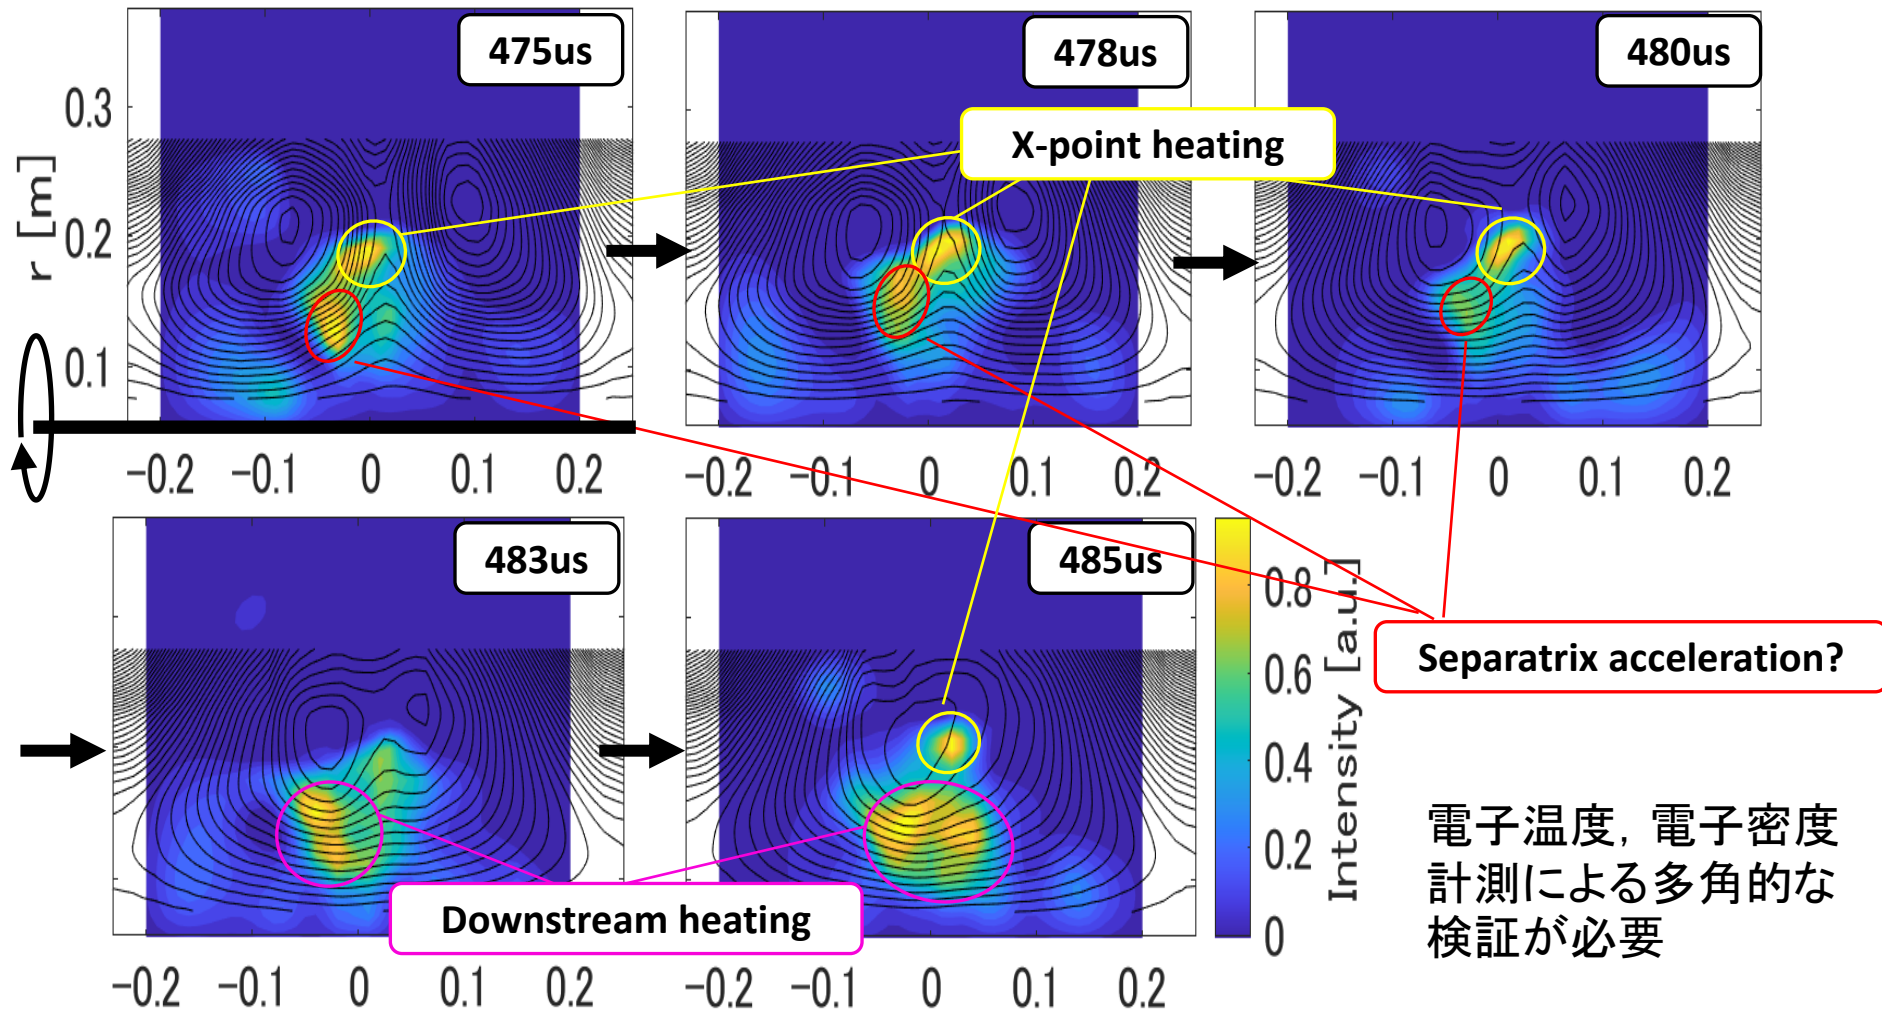 475us
478us
480us
0.3
0.2
0.1
r [m]
X-point heating
-0.2 -0.1 0 0.1 0.2
-0.2 -0.1 0 0.1 0.2
-0.2 -0.1 0 0.1 0.2
483us
485us
0.8
0.6
0.4
0.2
0
Intensity [a.u.]
Separatrix acceleration?
Downstream heating
-0.2 -0.1 0 0.1 0.2
-0.2 -0.1 0 0.1 0.2
電子温度，電子密度
計測による多角的な
検証が必要